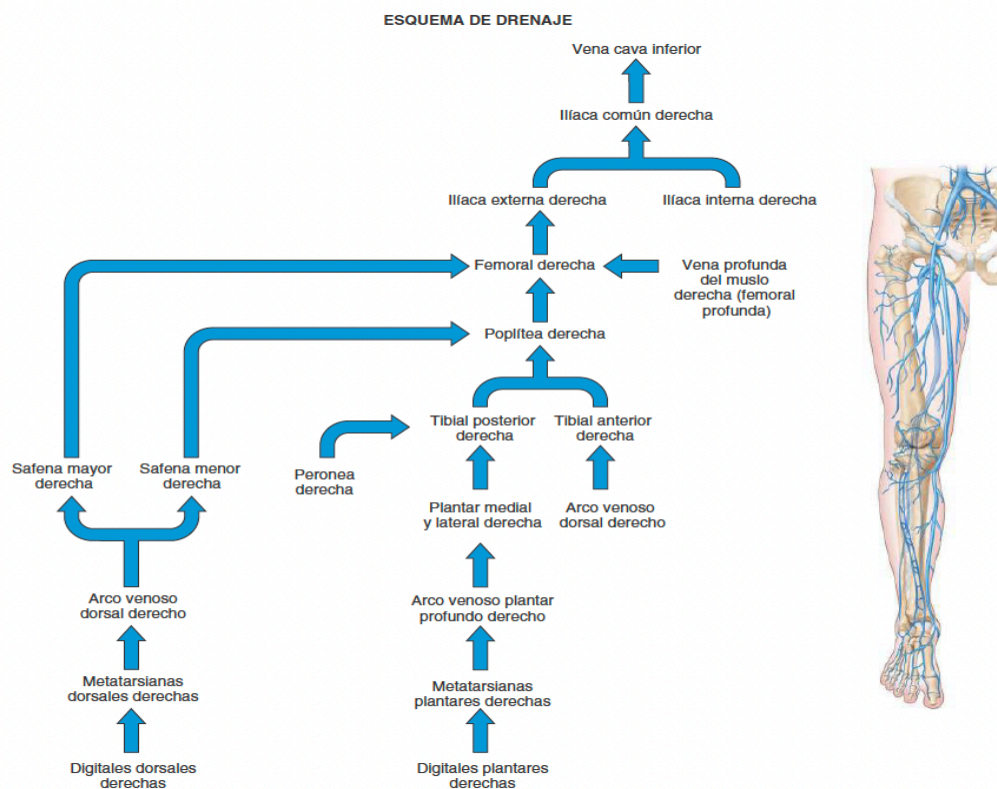 ESQUEMA DE DRENAJE
Vena cava inferior
Ilíaca común derecha
Ilíaca externa derecha
Ilíaca interna derecha
Femoral derecha
Vena profunda
del muslo
derecha (femoral
profunda)
Poplítea derecha
Tibial posterior
derecha
Tibial anterior
derecha
Safena mayor
derecha
Safena menor
derecha
Peronea
derecha
Plantar medial
y lateral derecha
Arco venoso
dorsal derecho
Arco venoso
dorsal derecho
Arco venoso plantar
profundo derecho
Metatarsianas
dorsales derechas
Metatarsianas
plantares derechas
Digitales dorsales
derechas
Digitales plantares
derechas